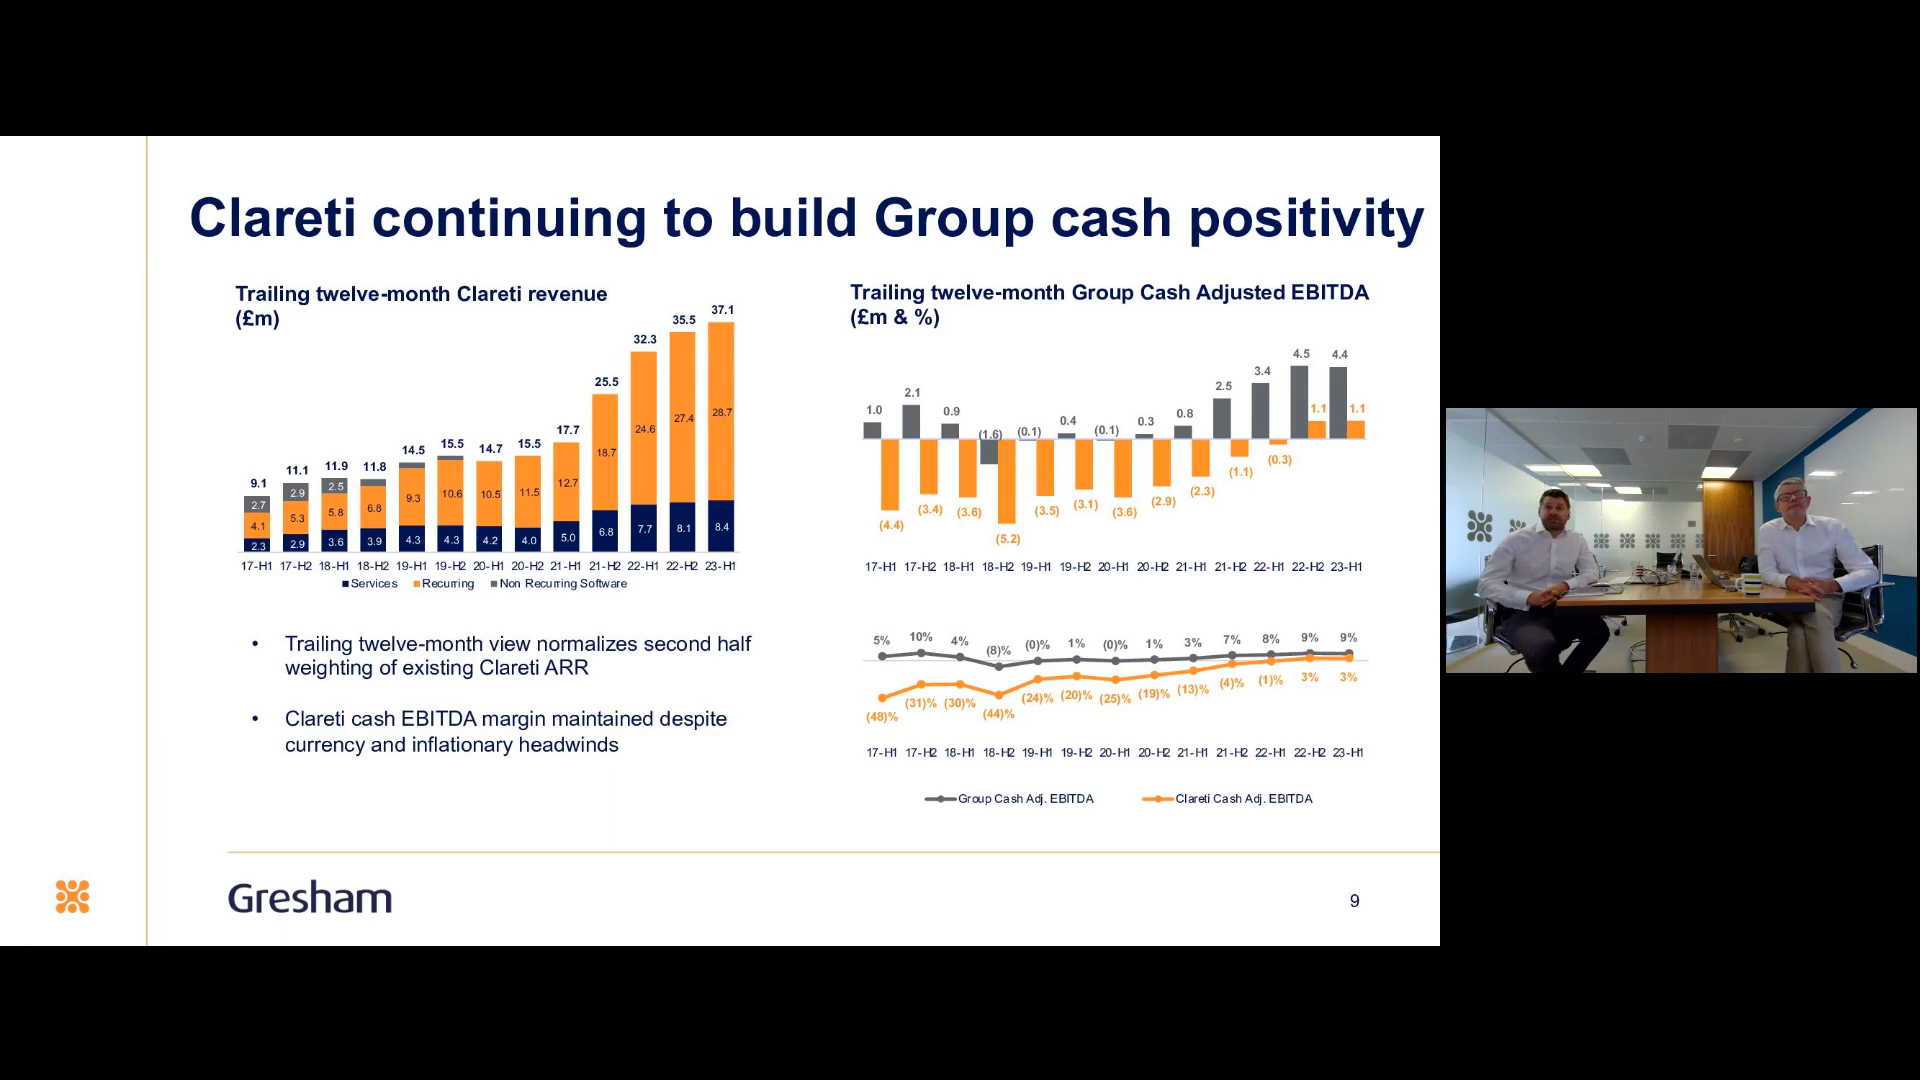 Clareti continuing to build Group cash positivity
Trailing twelve-month Clareti revenue
(£m)
9.1 11.1 11.9 11.8 14.5 15.5 14.7 15.5 17.7 25.5 32.3 35.5 37.1
2.7 2.9 2.5
4.1 5.3 5.8 6.8 9.3 10.6 10.5 11.5 12.7 18.7 24.6 27.4 28.7
2.3 2.9 3.6 3.9 4.3 4.3 4.2 4.0 5.0 6.8 7.7 8.1 8.4
17-H1 17-H2 18-H1 18-H2 19-H1 19-H2 20-H1 20-H2 21-H1 21-H2 22-H1 22-H2 23-H1
Services Recurring Non Recurring Software
• Trailing twelve-month view normalizes second half
weighting of existing Clareti ARR
• Clareti cash EBITDA margin maintained despite
currency and inflationary headwinds
Trailing twelve-month Group Cash Adjusted EBITDA
(£m & %)
1.0 2.1 0.9 (1.6) (0.1) 0.4 (0.1) 0.3 0.8 2.5 3.4 4.5 4.4
(4.4) (3.4) (3.6) (5.2) (3.5) (3.1) (3.6) (2.9) (2.3) (1.1) (0.3) 1.1 1.1
17-H1 17-H2 18-H1 18-H2 19-H1 19-H2 20-H1 20-H2 21-H1 21-H2 22-H1 22-H2 23-H1
5% 10% 4% (8)% (0)% 1% (0)% 1% 3% 7% 8% 9% 9%
(48)% (31)% (30)% (44)% (24)% (20)% (25)% (19)% (13)% (4)% (1)% 3% 3%
17-H1 17-H2 18-H1 18-H2 19-H1 19-H2 20-H1 20-H2 21-H1 21-H2 22-H1 22-H2 23-H1
Group Cash Adj. EBITDA Clareti Cash Adj. EBITDA
Gresham
9